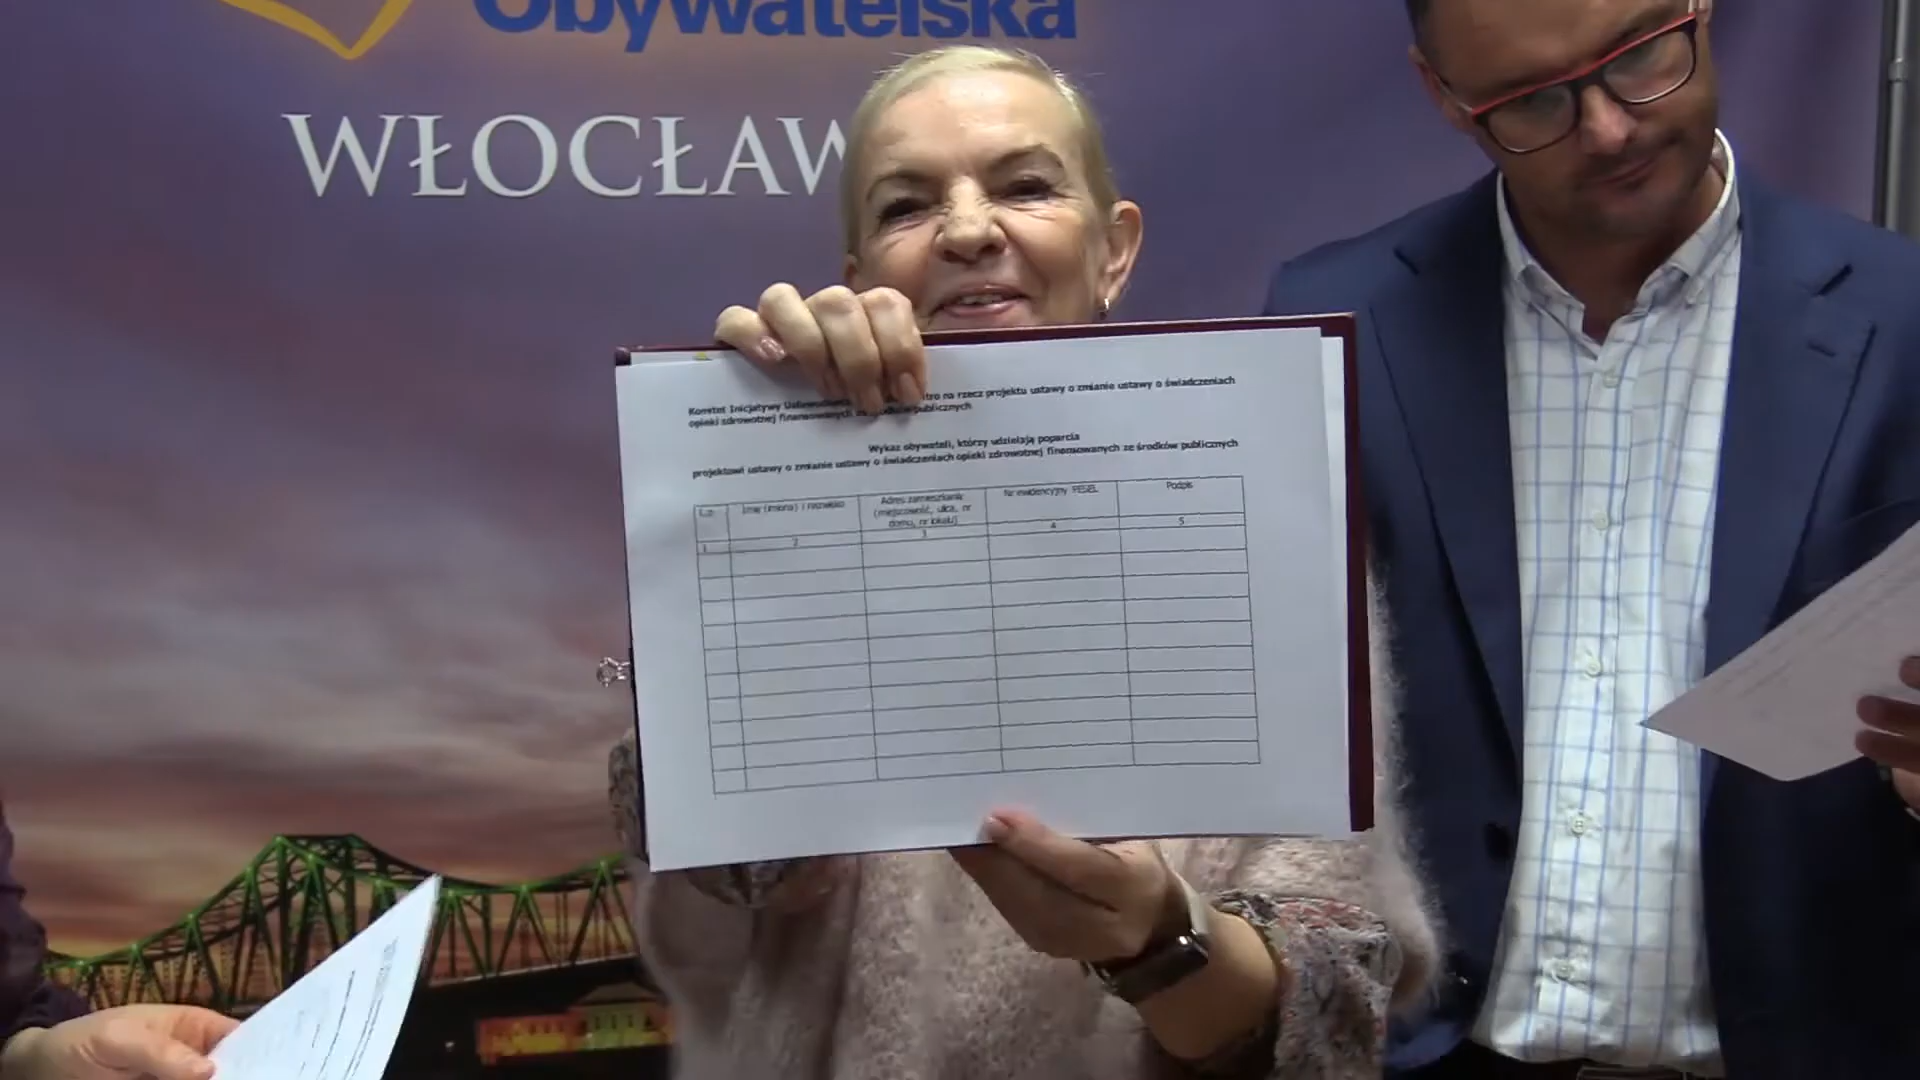 Obywatelska
WŁOCŁAW
Komitet Inicjatywy tro na rzecz projektu ustawy o zmianie ustawy o świadczeniach
opieki zdrowotnej finansowanych ze środków publicznych
Wykaz obywateli, którzy udzielają poparcia
projektowi ustawy o zmianie ustawy o świadczeniach opieki zdrowotnej finansowanych ze środków publicznych
L.p. Imię (imiona) i nazwisko Adres zamieszkania (miejscowość, ulica, nr domu, nr lokalu) Nr ewidencyjny PESEL Podpis
1 2 3 4 5